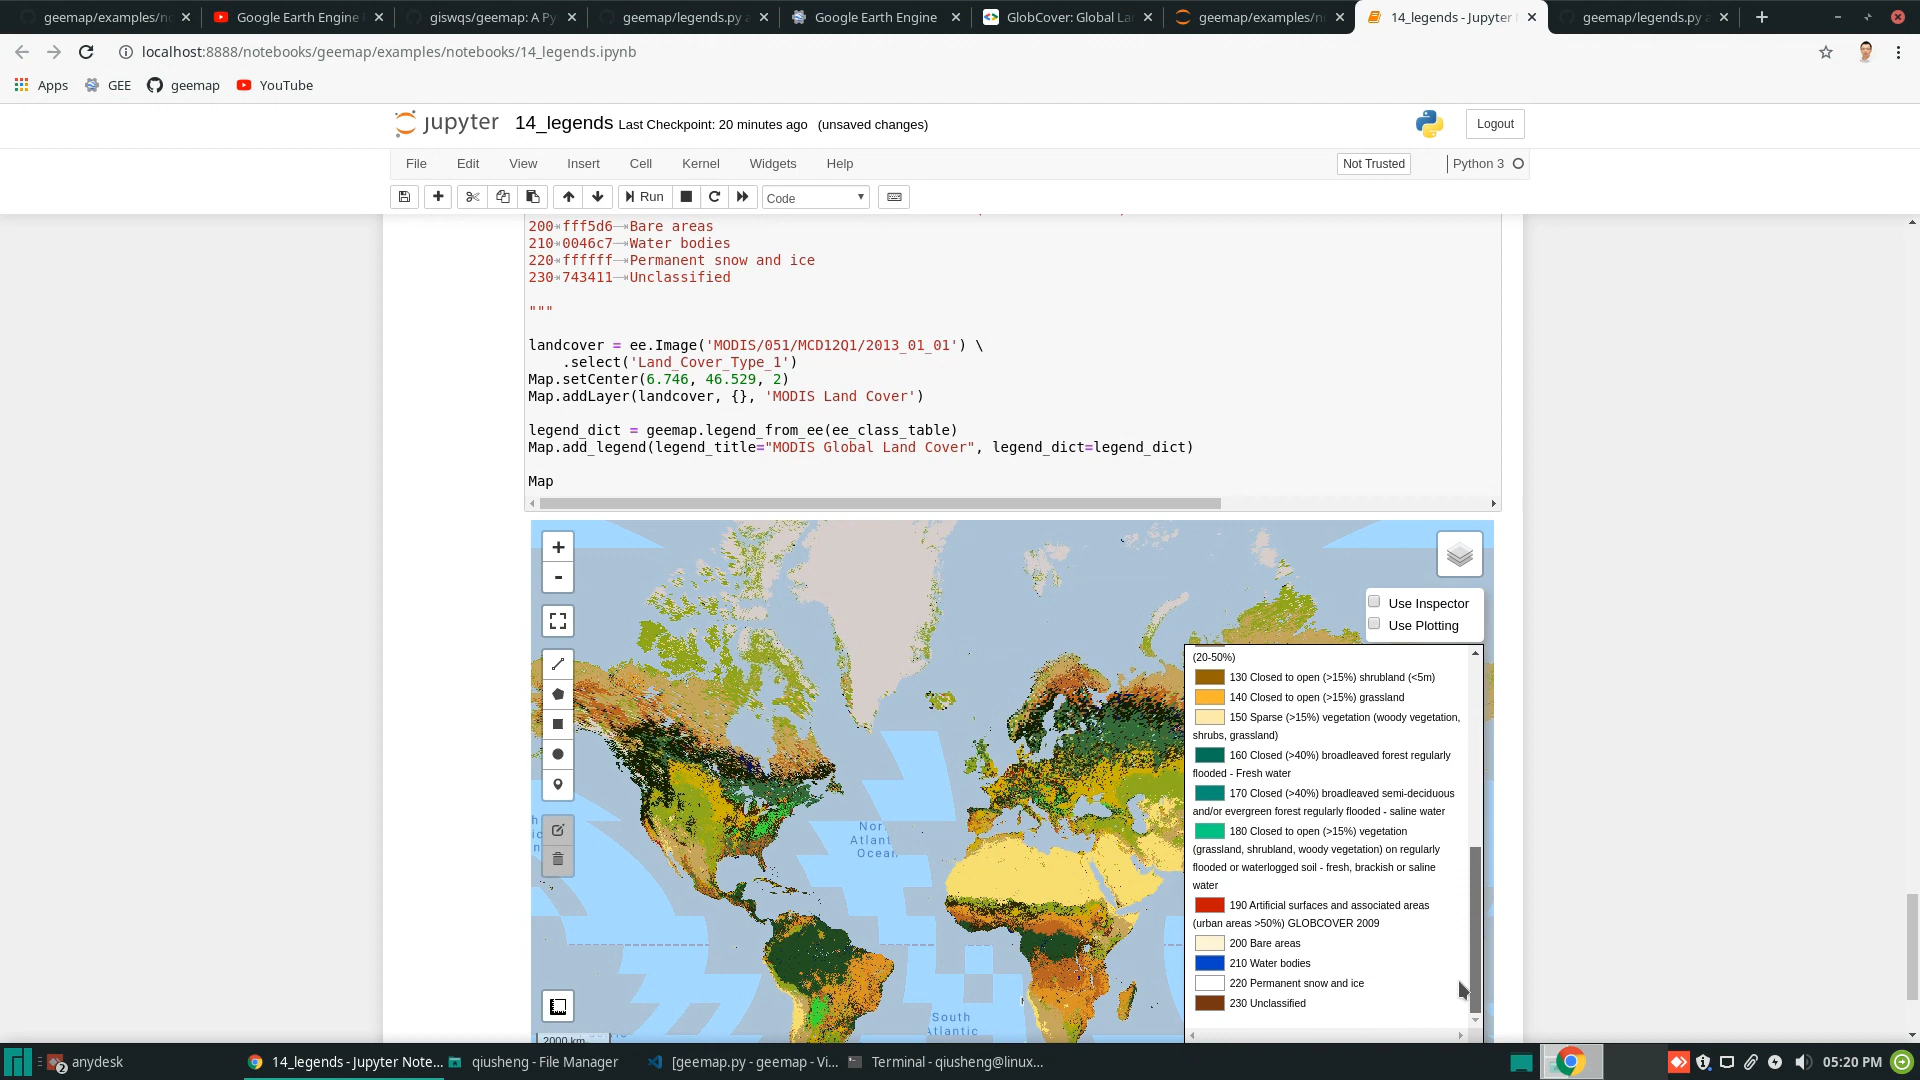 geemap/examples/no
Google Earth Engine
giswqs/geemap: A Py
geemap/legends.py a
Google Earth Engine
GlobCover: Global La
geemap/examples/n
14_legends - Jupyter
geemap/legends.py a
localhost:8888/notebooks/geemap/examples/notebooks/14_legends.ipynb
Apps GEE geemap YouTube
jupyter 14_legends Last Checkpoint: 20 minutes ago (unsaved changes) Logout
File Edit View Insert Cell Kernel Widgets Help Not Trusted Python 3
Run Code
200 fff5d6 Bare areas
210 0046c7 Water bodies
220 ffffff Permanent snow and ice
230 743411 Unclassified
"""
landcover = ee.Image('MODIS/051/MCD12Q1/2013_01_01') \
.select('Land_Cover_Type_1')
Map.setCenter(6.746, 46.529, 2)
Map.addLayer(landcover, {}, 'MODIS Land Cover')
legend_dict = geemap.legend_from_ee(ee_class_table)
Map.add_legend(legend_title="MODIS Global Land Cover", legend_dict=legend_dict)
Map
+
-
Use Inspector
Use Plotting
(20-50%)
130 Closed to open (>15%) shrubland (<5m)
140 Closed to open (>15%) grassland
150 Sparse (>15%) vegetation (woody vegetation,
shrubs, grassland)
160 Closed (>40%) broadleaved forest regularly
flooded - Fresh water
170 Closed (>40%) broadleaved semi-deciduous
and/or evergreen forest regularly flooded - saline water
180 Closed to open (>15%) vegetation
(grassland, shrubland, woody vegetation) on regularly
flooded or waterlogged soil - fresh, brackish or saline
water
190 Artificial surfaces and associated areas
(urban areas >50%) GLOBCOVER 2009
200 Bare areas
210 Water bodies
220 Permanent snow and ice
230 Unclassified
Atlantic
Ocean
South
Atlantic
2000 km
2 anydesk
14_legends - Jupyter Note...
qiusheng - File Manager
[geemap.py - geemap - Vi...
Terminal - qiusheng@linux...
05:20 PM